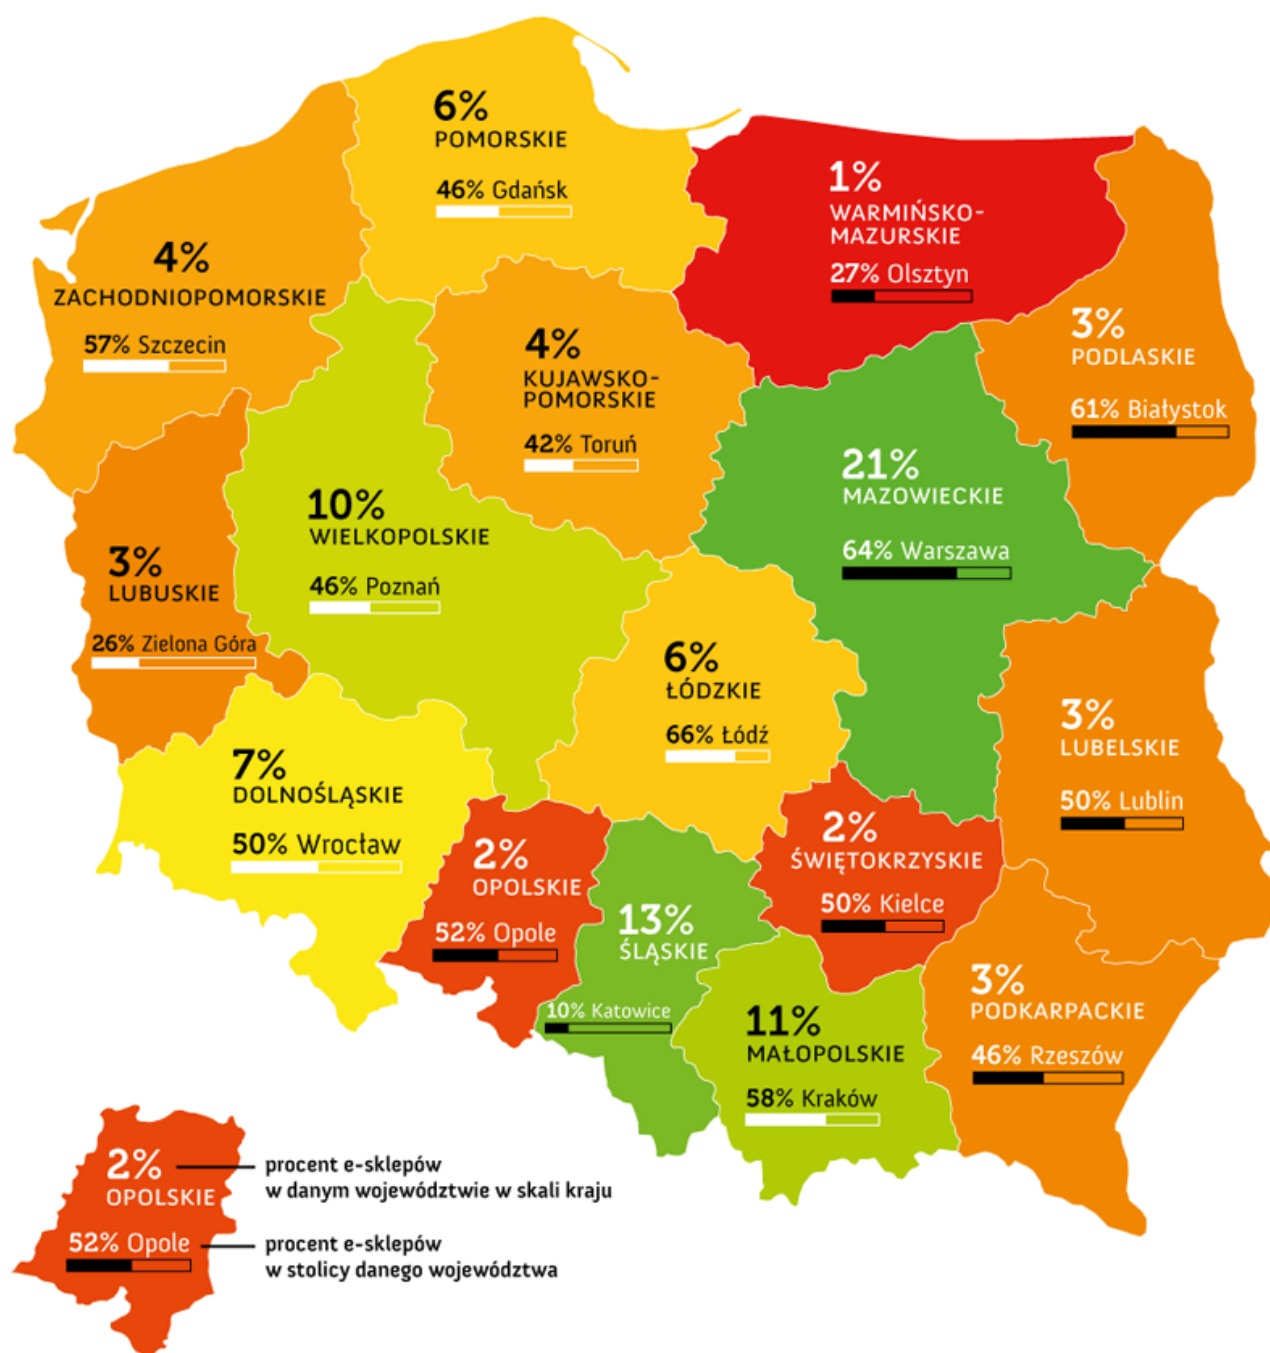 6%
POMORSKIE
46% Gdańsk
1%
WARMIŃSKO-
MAZURSKIE
27% Olsztyn
4%
ZACHODNIOPOMORSKIE
57% Szczecin
4%
KUJAWSKO-
POMORSKIE
42% Toruń
3%
PODLASKIE
61% Białystok
21%
MAZOWIECKIE
64% Warszawa
10%
WIELKOPOLSKIE
46% Poznań
3%
LUBUSKIE
26% Zielona Góra
6%
ŁÓDZKIE
66% Łódź
3%
LUBELSKIE
50% Lublin
7%
DOLNOŚLĄSKIE
50% Wrocław
2%
OPOLSKIE
52% Opole
13%
ŚLĄSKIE
10% Katowice
2%
ŚWIĘTOKRZYSKIE
50% Kielce
11%
MAŁOPOLSKIE
58% Kraków
3%
PODKARPACKIE
46% Rzeszów
2%
OPOLSKIE
52% Opole
procent e-sklepów
w danym województwie w skali kraju
procent e-sklepów
w stolicy danego województwa